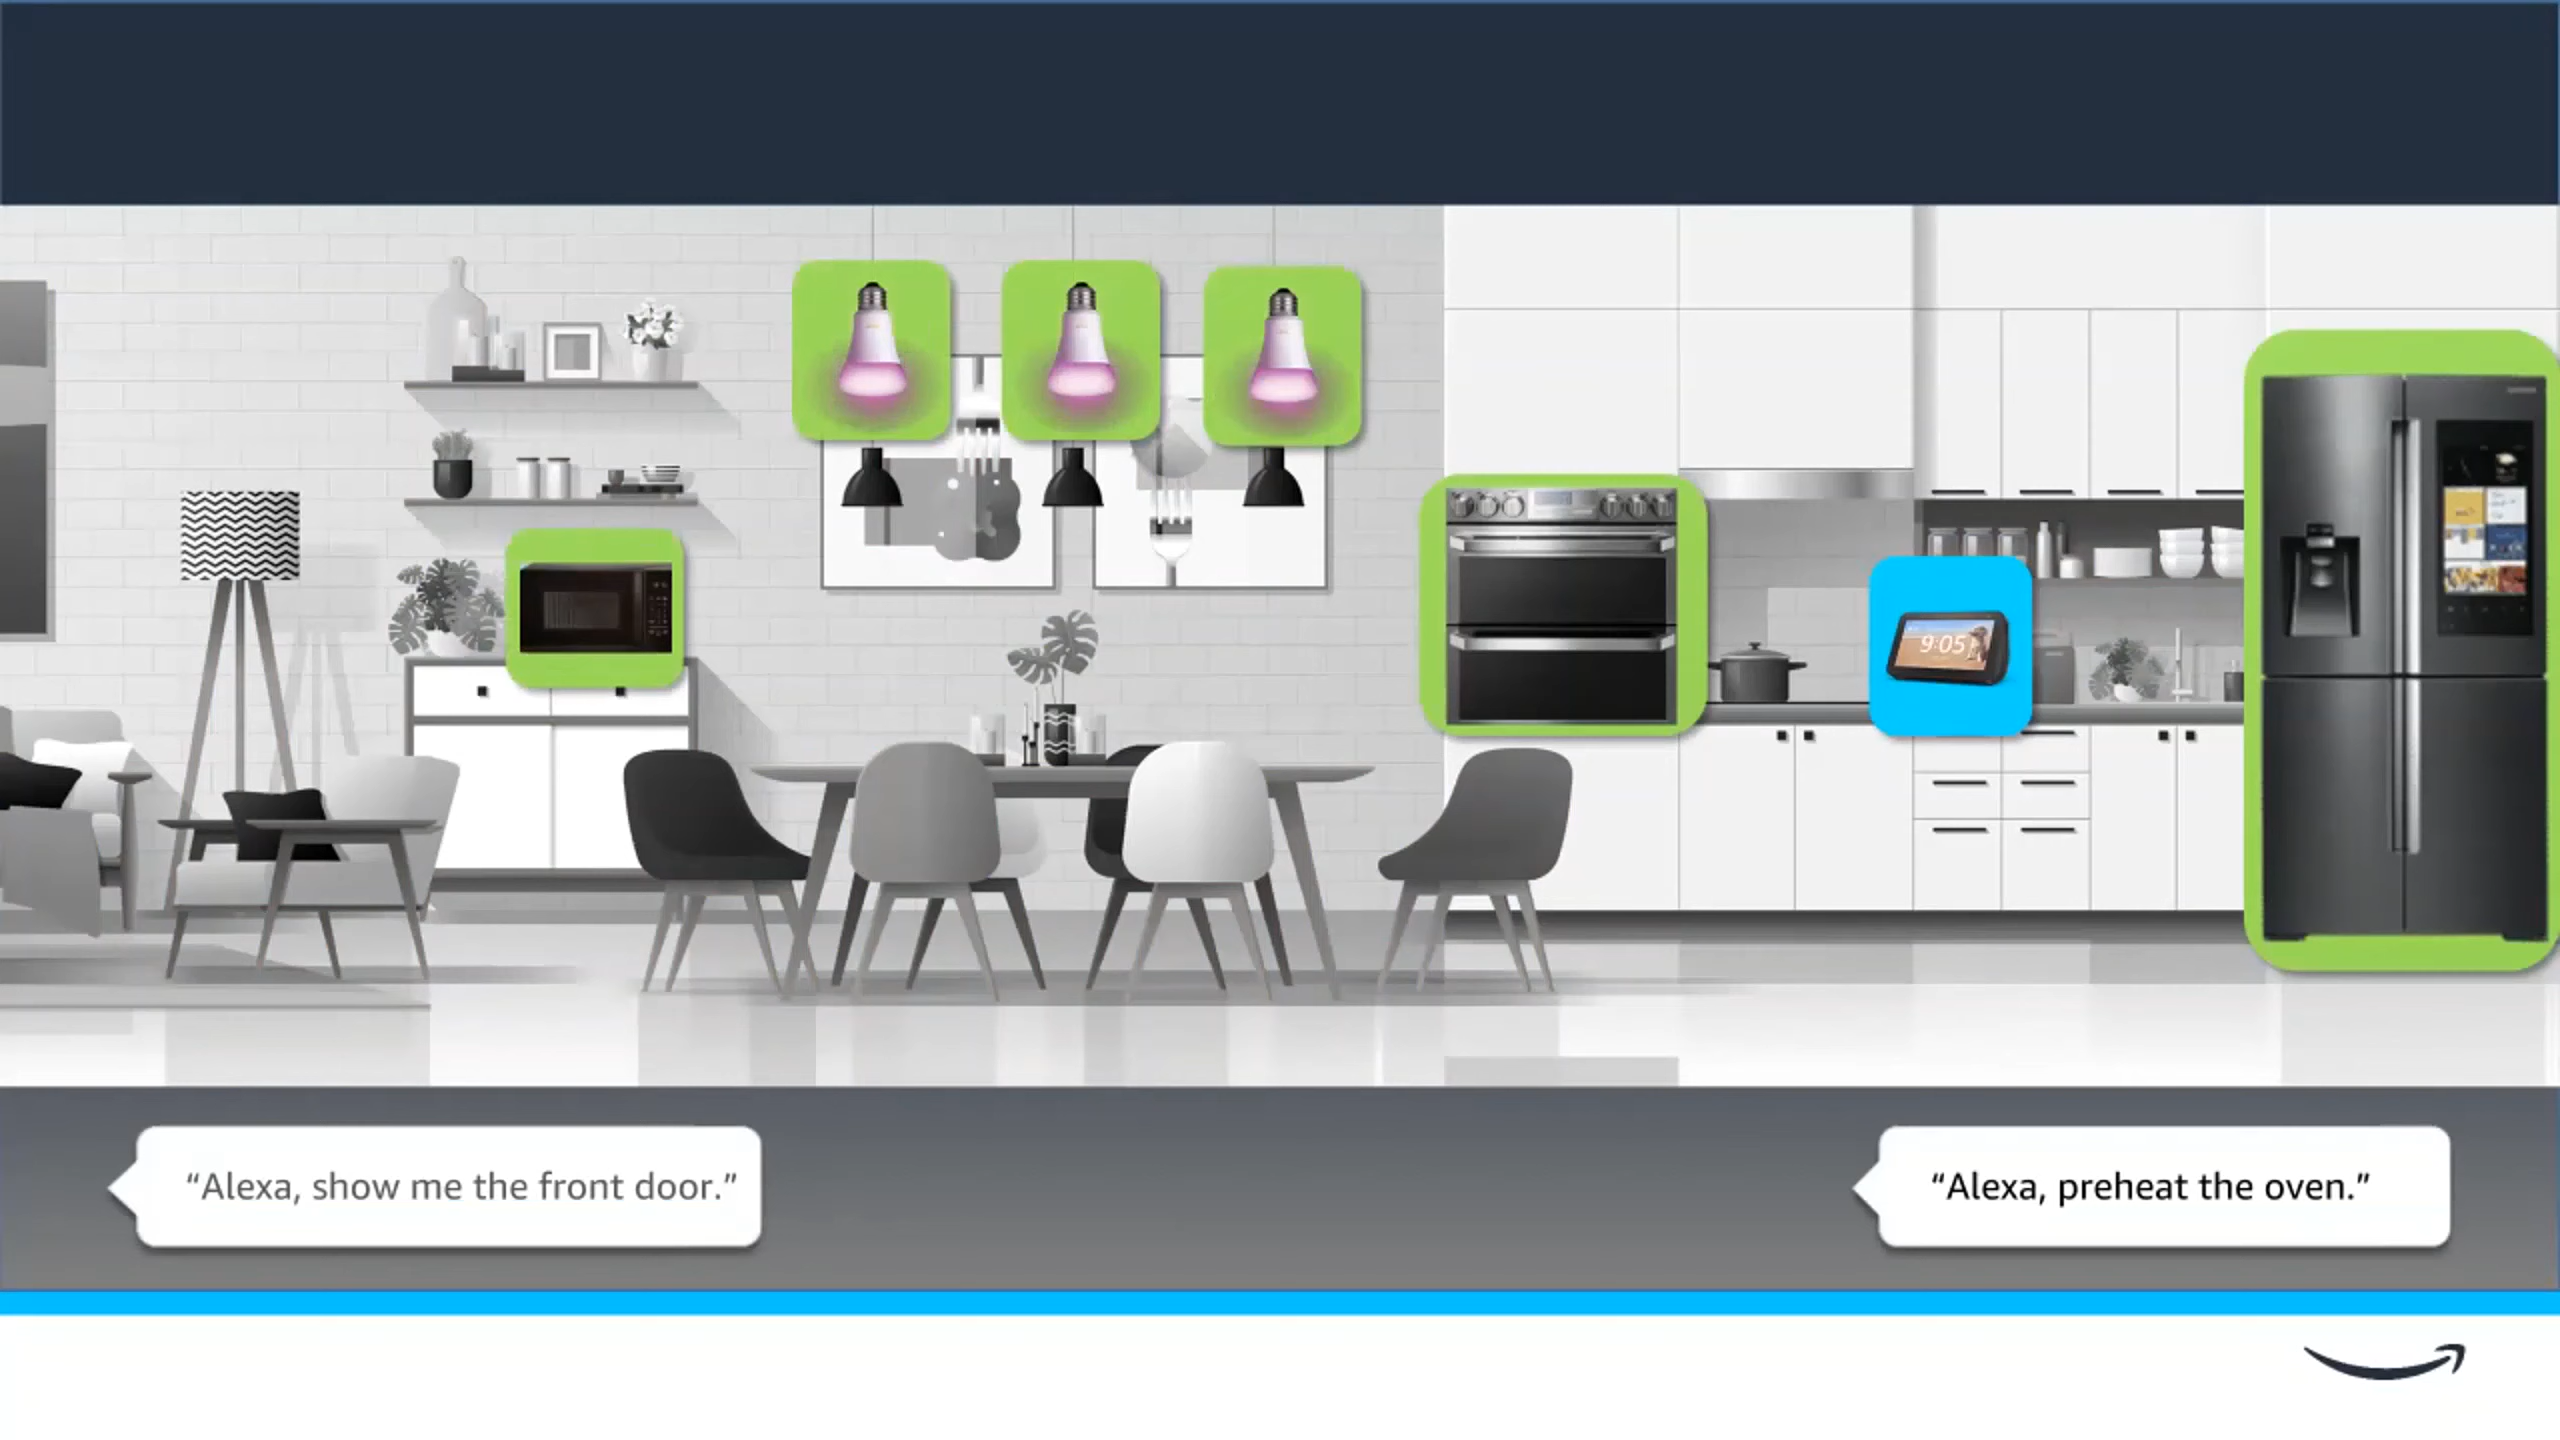 9:05
“Alexa, show me the front door.”
“Alexa, preheat the oven.”